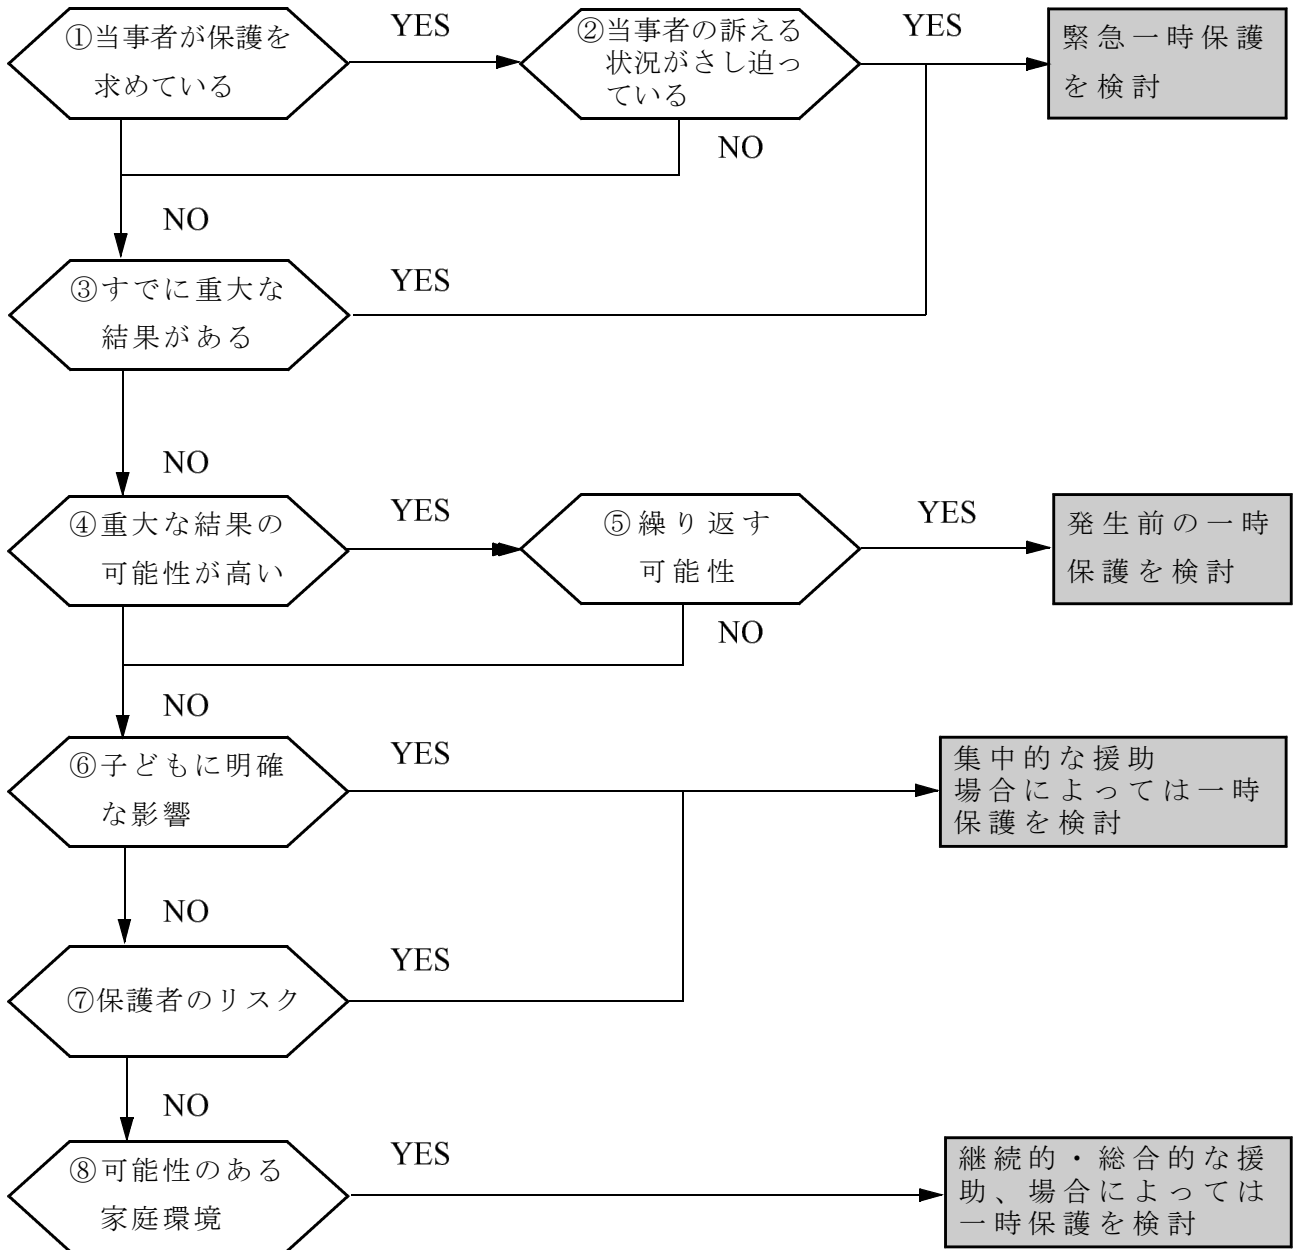 ①当事者が保護を
求めている
YES
②当事者の訴える
状況がさし迫っ
ている
YES
緊急一時保護
を検討
NO
NO
③すでに重大な
結果がある
YES
NO
④重大な結果の
可能性が高い
YES
⑤繰り返す
可能性
YES
発生前の一時
保護を検討
NO
NO
⑥子どもに明確
な影響
YES
集中的な援助
場合によっては一時
保護を検討
NO
⑦保護者のリスク
YES
NO
⑧可能性のある
家庭環境
YES
継続的・総合的な援
助、場合によっては
一時保護を検討